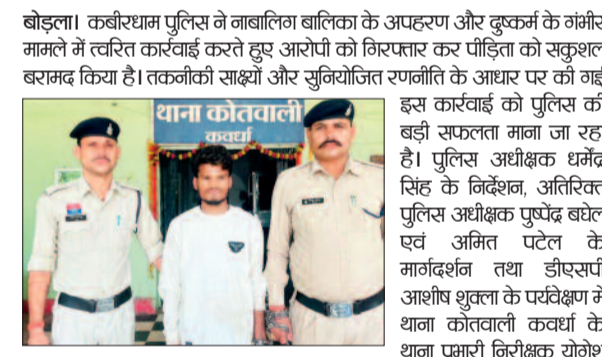 बोड़ला। कबीरधाम पुलिस ने नाबालिग बालिका के अपहरण और दुष्कर्म के गंभीर
मामले में त्वरित कार्रवाई करते हुए आरोपी को गिरफ्तार कर पीड़िता को सकुशल
बरामद किया है। तकनीकी साक्ष्यों और सुनियोजित रणनीति के आधार पर की गई
थाना कोतवाली
कवर्धा
इस कार्रवाई को पुलिस की
बड़ी सफलता माना जा रहा
है। पुलिस अधीक्षक धर्मेंद्र
सिंह के निर्देशन, अतिरिक्त
पुलिस अधीक्षक पुष्पेंद्र बघेल
एवं अमित पटेल के
मार्गदर्शन तथा डीएसपी
आशीष शुक्ला के पर्यवेक्षण में
थाना कोतवाली कवर्धा के
थाना प्रभारी निरीक्षक योगेश